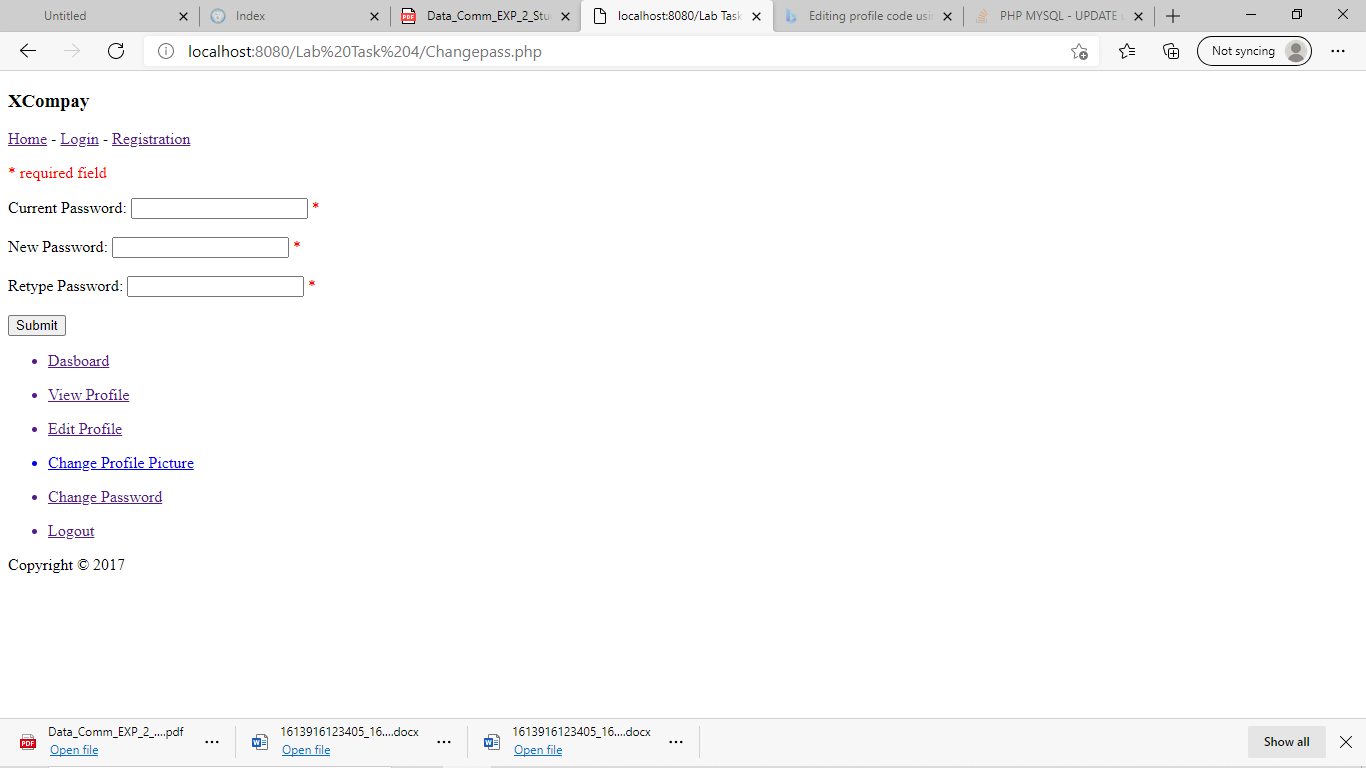 Untitled
Index
Data_Comm_EXP_2_Stu
localhost:8080/Lab Task
Editing profile code usin
PHP MYSQL - UPDATE
localhost:8080/Lab%20Task%204/Changepass.php
Not syncing
XCompay
Home - Login - Registration
* required field
Current Password: *
New Password: *
Retype Password: *
Submit
• Dasboard
• View Profile
• Edit Profile
• Change Profile Picture
• Change Password
• Logout
Copyright © 2017
PDF
Data_Comm_EXP_2_....pdf
Open file
1613916123405_16....docx
Open file
1613916123405_16....docx
Open file
Show all